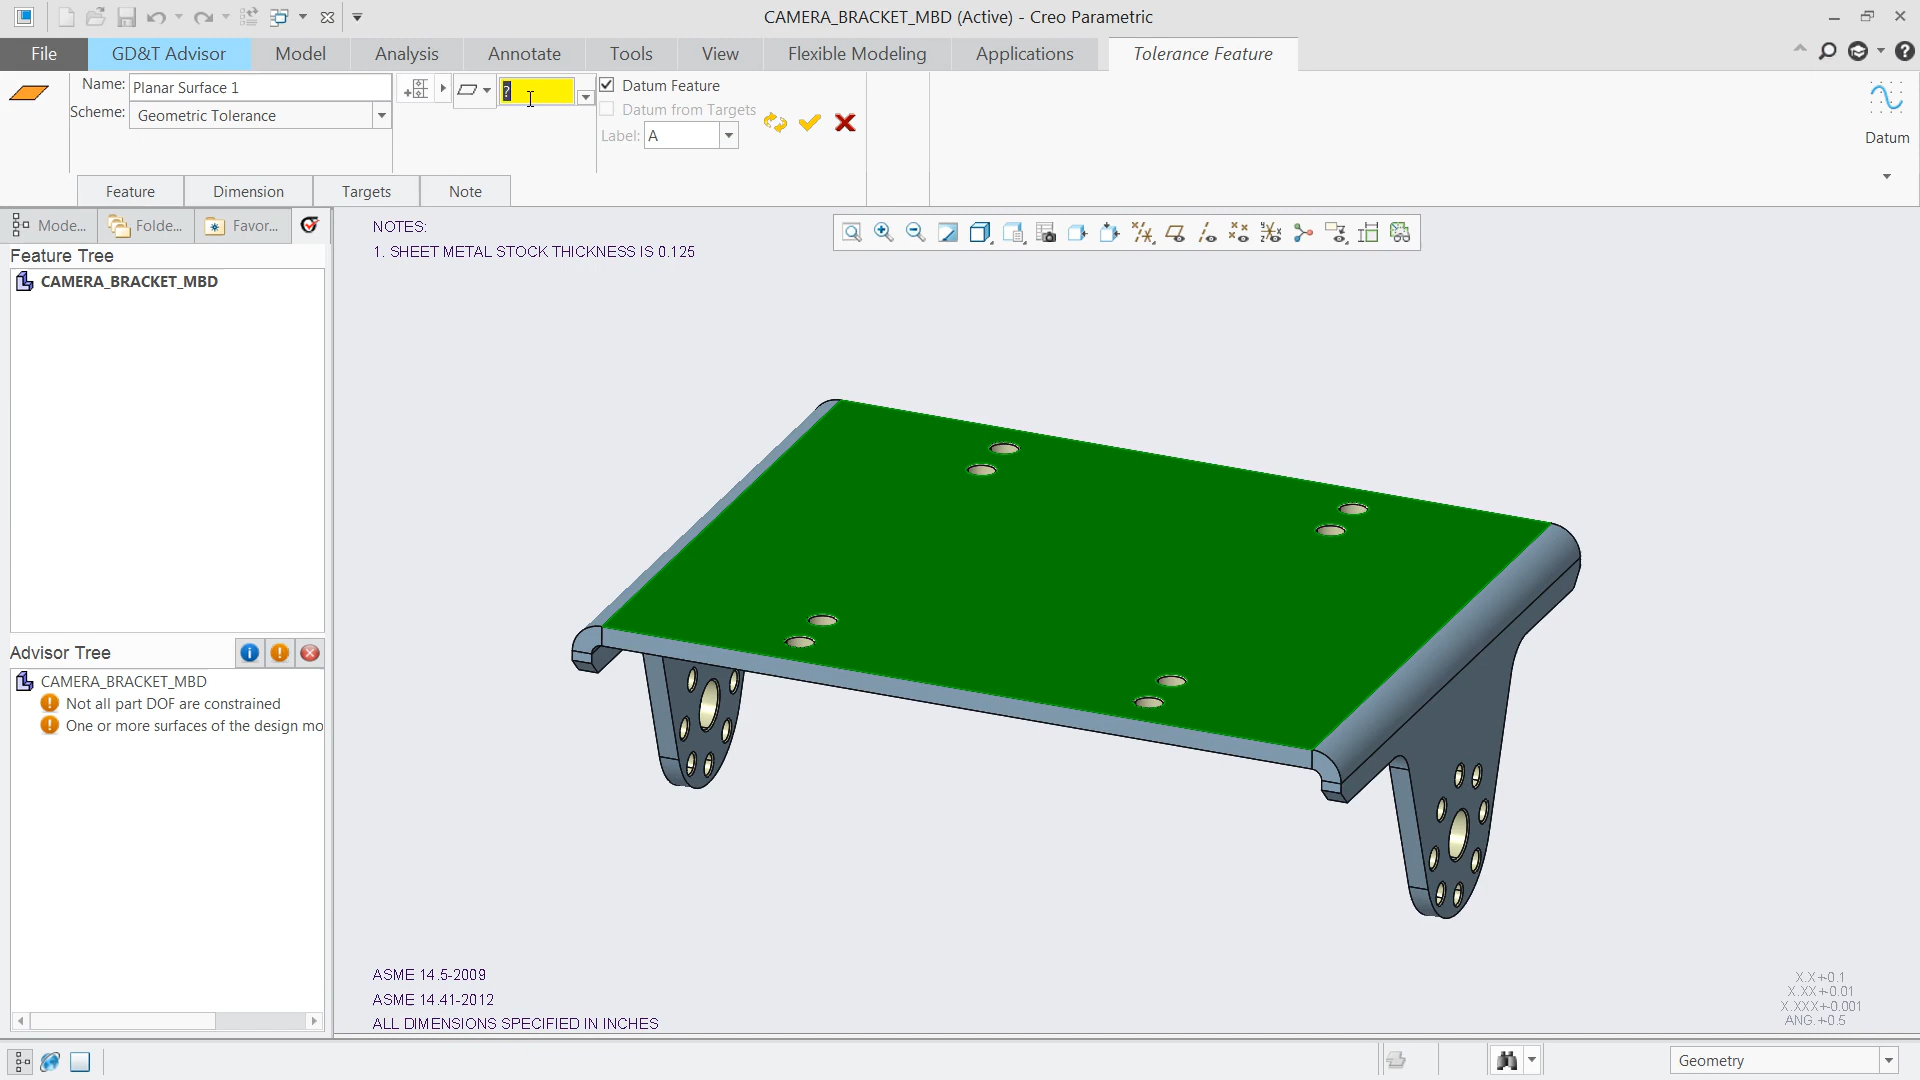 CAMERA_BRACKET_MBD (Active) - Creo Parametric
File
GD&T Advisor
Model
Analysis
Annotate
Tools
View
Flexible Modeling
Applications
Tolerance Feature
Name: Planar Surface 1
Scheme: Geometric Tolerance
?
Datum Feature
Datum from Targets
Label: A
Datum
Feature
Dimension
Targets
Note
Mode...
Folde...
Favor...
Feature Tree
CAMERA_BRACKET_MBD
Advisor Tree
CAMERA_BRACKET_MBD
Not all part DOF are constrained
One or more surfaces of the design mo
NOTES:
1. SHEET METAL STOCK THICKNESS IS 0.125
ASME 14.5-2009
ASME 14.41-2012
ALL DIMENSIONS SPECIFIED IN INCHES
X.X+-0.1
X.XX+-0.01
X.XXX+-0.001
ANG.+-0.5
Geometry